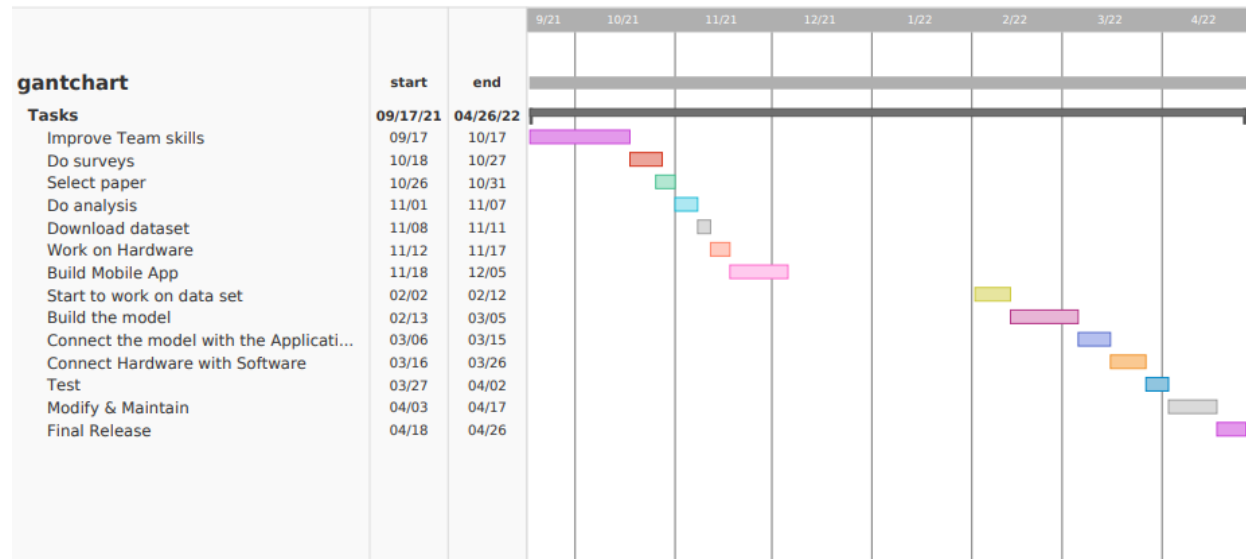 9/21 10/21 11/21 12/21 1/22 2/22 3/22 4/22
gantchart start end
Tasks 09/17/21 04/26/22
Improve Team skills 09/17 10/17
Do surveys 10/18 10/27
Select paper 10/26 10/31
Do analysis 11/01 11/07
Download dataset 11/08 11/11
Work on Hardware 11/12 11/17
Build Mobile App 11/18 12/05
Start to work on data set 02/02 02/12
Build the model 02/13 03/05
Connect the model with the Applicati... 03/06 03/15
Connect Hardware with Software 03/16 03/26
Test 03/27 04/02
Modify & Maintain 04/03 04/17
Final Release 04/18 04/26